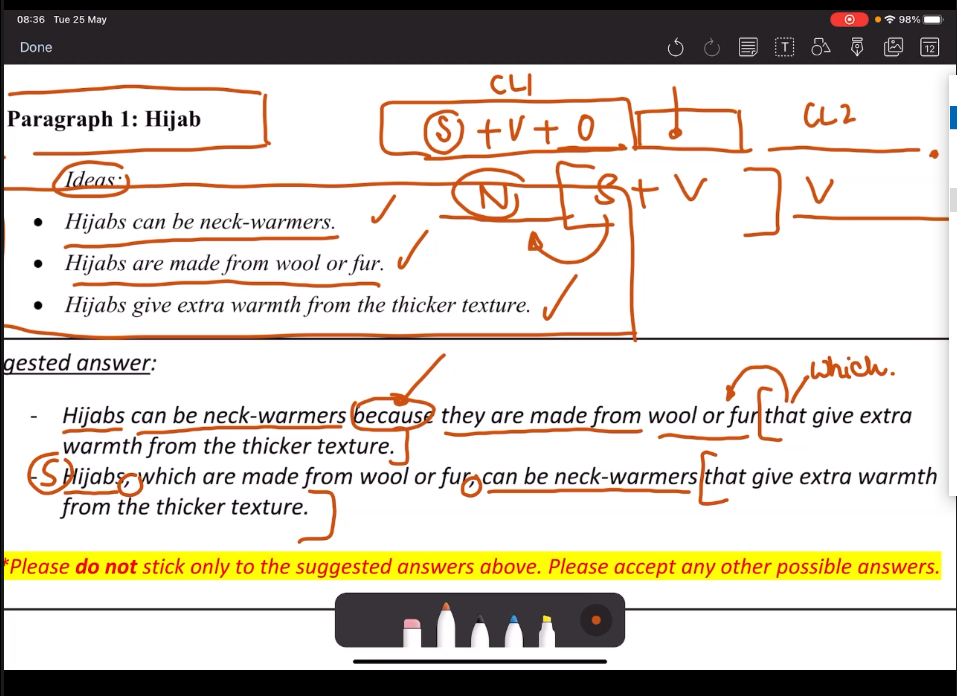 08:36 Tue 25 May
98%
Done
T
12
CL1
Paragraph 1: Hijab
S + V + O
CL2
.
Ideas:
N [S + V ] V
• Hijabs can be neck-warmers.
• Hijabs are made from wool or fur.
• Hijabs give extra warmth from the thicker texture.
gested answer:
which.
- Hijabs can be neck-warmers because they are made from wool or fur [that give extra
warmth from the thicker texture.]
S
- Hijabs, which are made from wool or fur, can be neck-warmers [that give extra warmth
from the thicker texture. ]
*Please do not stick only to the suggested answers above. Please accept any other possible answers.